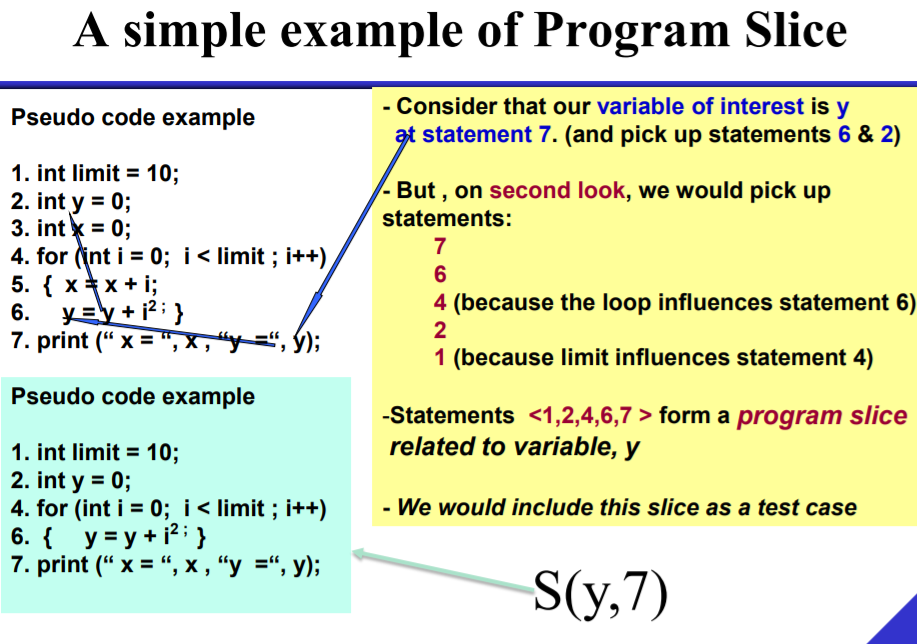 A simple example of Program Slice
Pseudo code example
1. int limit = 10;
2. int y = 0;
3. int x = 0;
4. for (int i = 0;  i < limit ; i++)
5.  {  x = x + i;
6.     y = y + i² ;  }
7. print (“ x = “, x , “y  =“, y);
Pseudo code example
1. int limit = 10;
2. int y = 0;
4. for (int i = 0;  i < limit ; i++)
6.  {     y = y + i² ;  }
7. print (“ x = “, x , “y  =“, y);
- Consider that our variable of interest is y
at statement 7. (and pick up statements 6 & 2)
- But , on second look, we would pick up
statements:
7
6
4 (because the loop influences statement 6)
2
1 (because limit influences statement 4)
-Statements  <1,2,4,6,7 > form a program slice
related to variable, y
- We would include this slice as a test case
S(y,7)